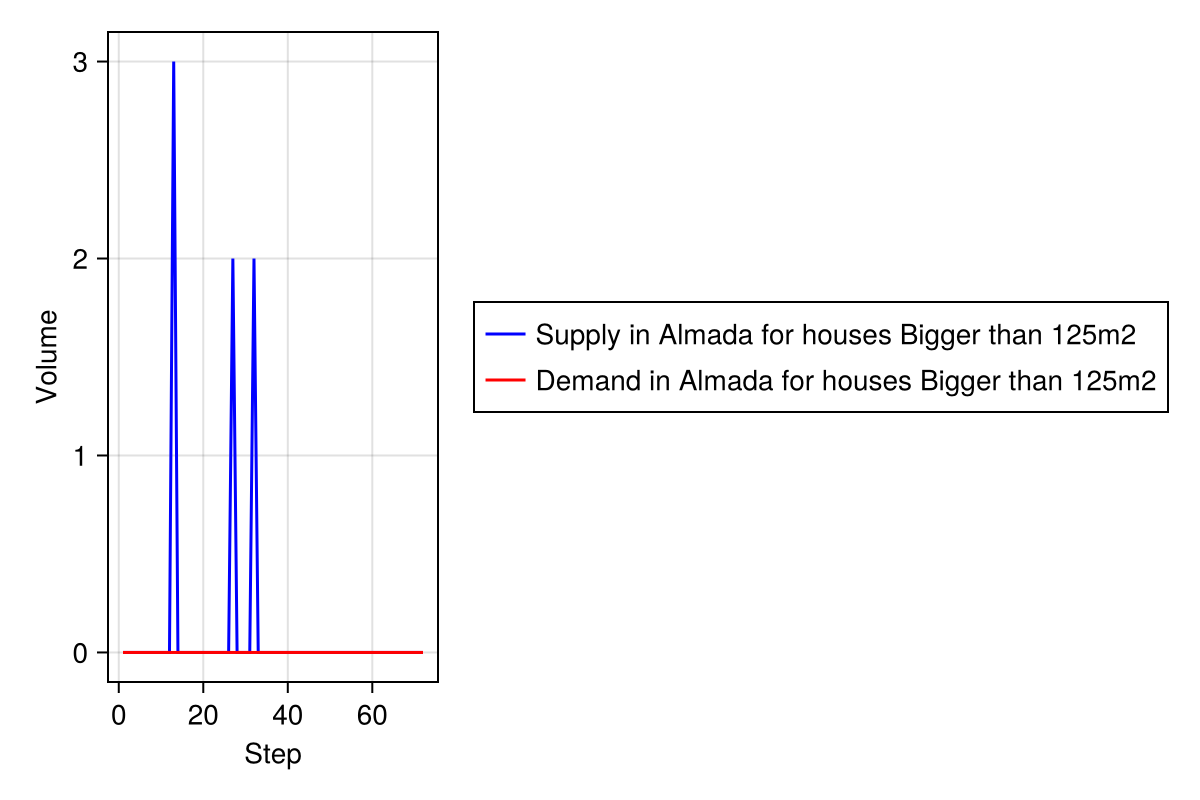 3
2
1
0
Volume
0 20 40 60
Step
Supply in Almada for houses Bigger than 125m2
Demand in Almada for houses Bigger than 125m2